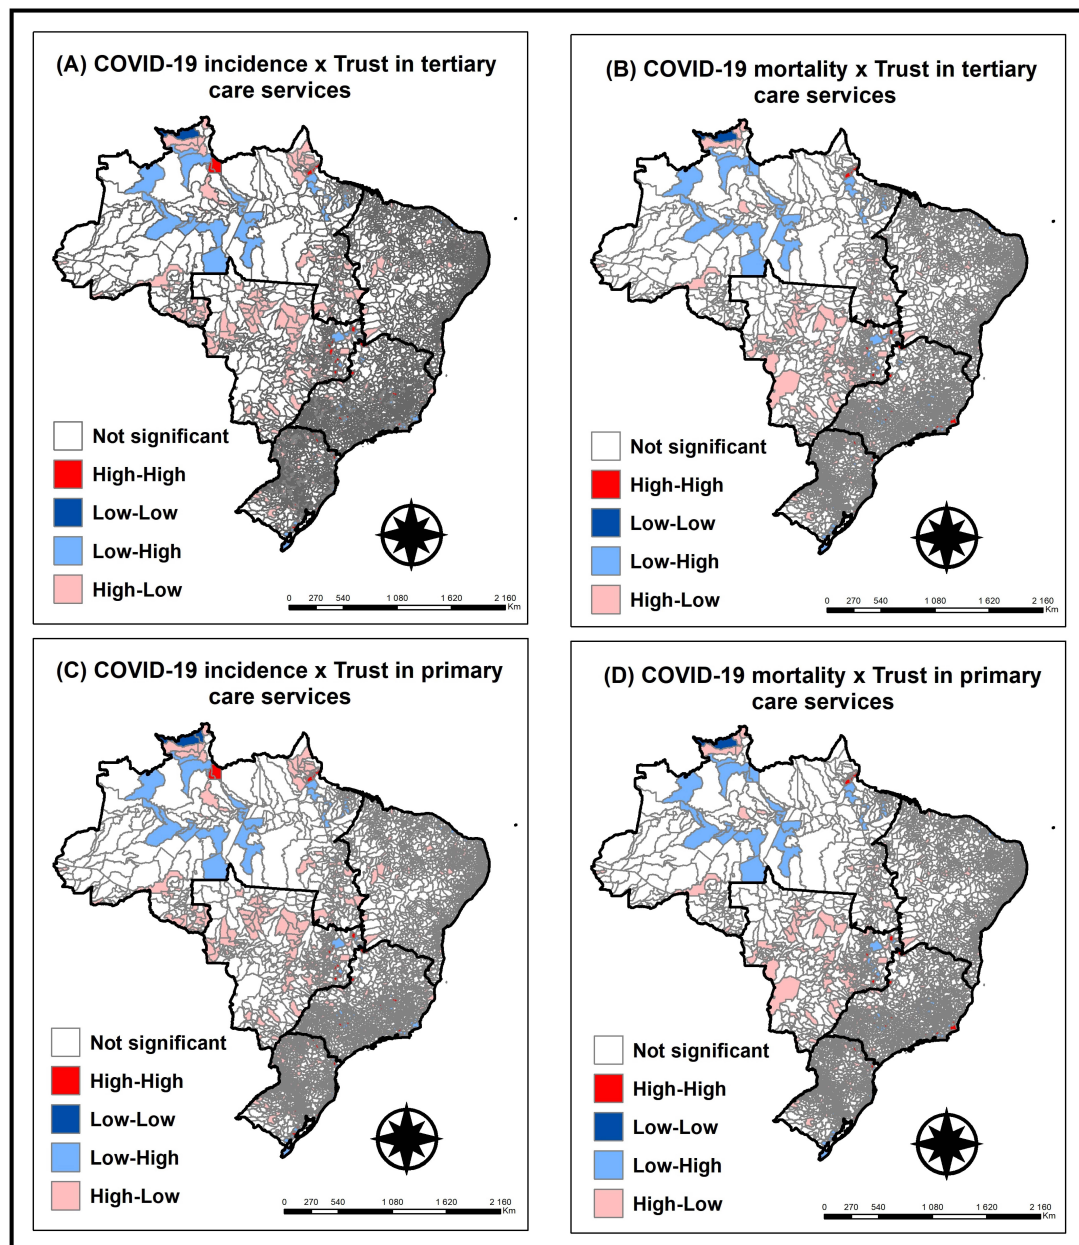 (A) COVID-19 incidence x Trust in tertiary
care services
Not significant
High-High
Low-Low
Low-High
High-Low
0 270 540 1 080 1 620 2 160
Km
(B) COVID-19 mortality x Trust in tertiary
care services
Not significant
High-High
Low-Low
Low-High
High-Low
0 270 540 1 080 1 620 2 160
Km
(C) COVID-19 incidence x Trust in primary
care services
Not significant
High-High
Low-Low
Low-High
High-Low
0 270 540 1 080 1 620 2 160
Km
(D) COVID-19 mortality x Trust in primary
care services
Not significant
High-High
Low-Low
Low-High
High-Low
0 270 540 1 080 1 620 2 160
Km